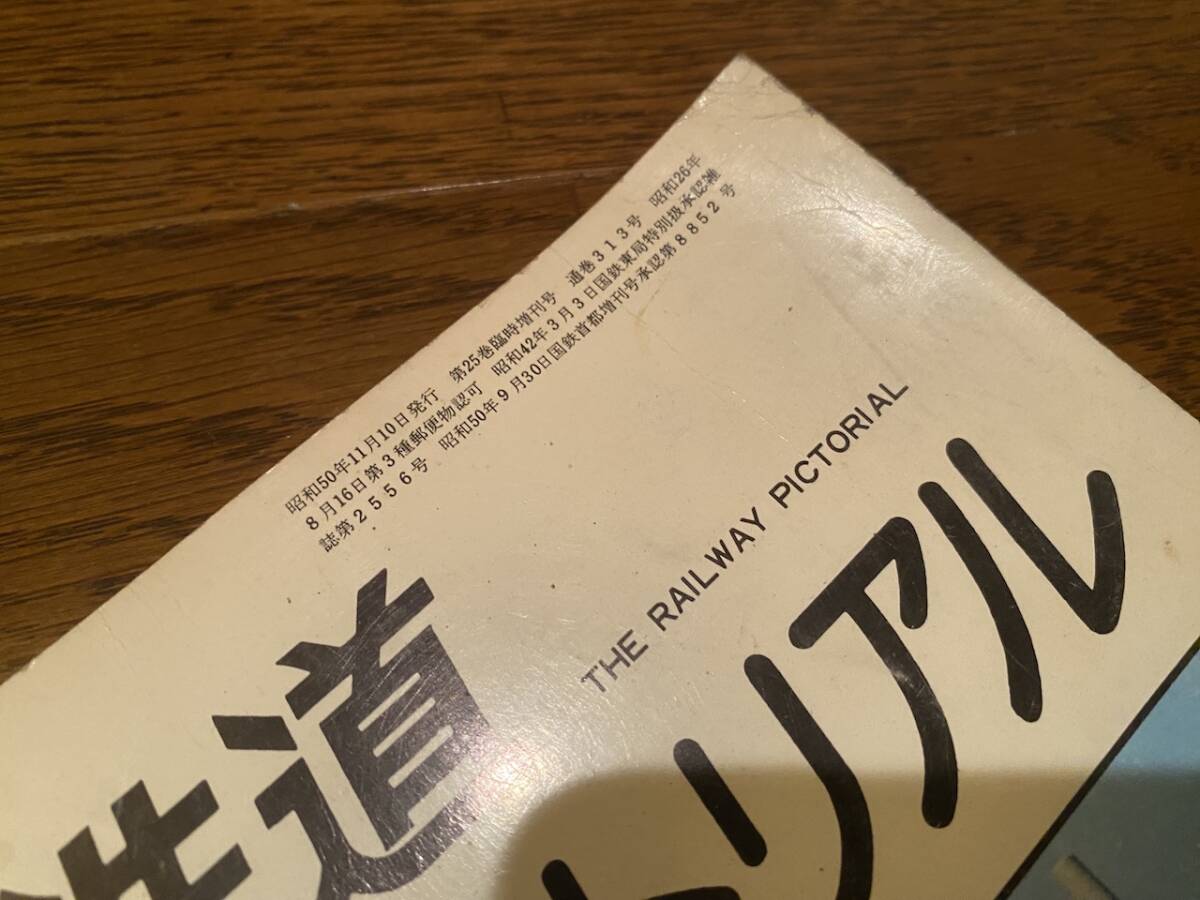 昭和50年11月10日発行 第25巻臨時増刊号 通巻313号 昭和26年
8月16日第3種郵便物認可 昭和42年3月3日国鉄東局特別扱承認雑
誌第2556号 昭和50年9月30日国鉄首都増刊号承認第8852号
THE RAILWAY PICTORIAL
道
トリアル